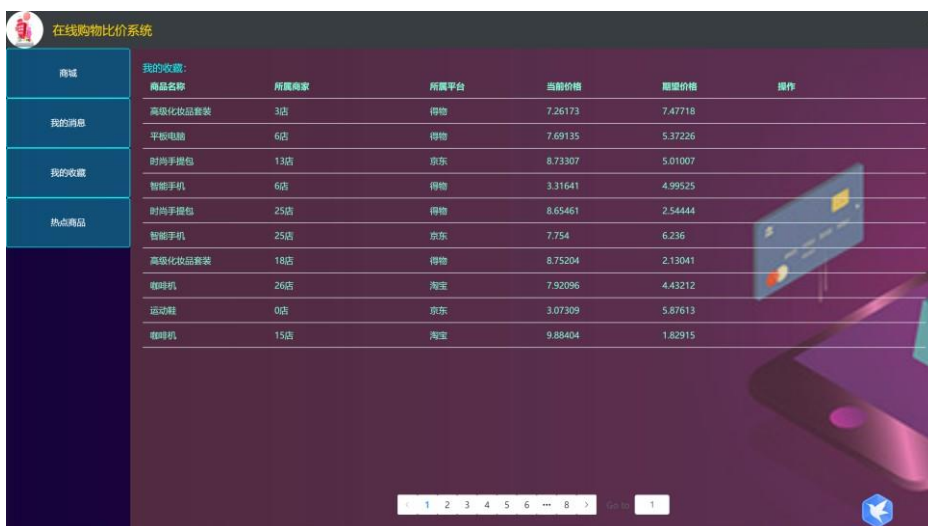 在线购物比价系统
商城
我的消息
我的收藏
热点商品
我的收藏:
商品名称 所属商家 所属平台 当前价格 期望价格 操作
高级化妆品套装 3店 得物 7.26173 7.47718
平板电脑 6店 得物 7.69135 5.37226
时尚手提包 13店 京东 8.73307 5.01007
智能手机 6店 得物 3.31641 4.99525
时尚手提包 25店 得物 8.65461 2.54444
智能手机 25店 京东 7.754 6.236
高级化妆品套装 18店 得物 8.75204 2.13041
咖啡机 26店 淘宝 7.92096 4.43212
运动鞋 0店 京东 3.07309 5.87613
咖啡机 15店 淘宝 9.88404 1.82915
1 2 3 4 5 6 ••• 8 Go to 1